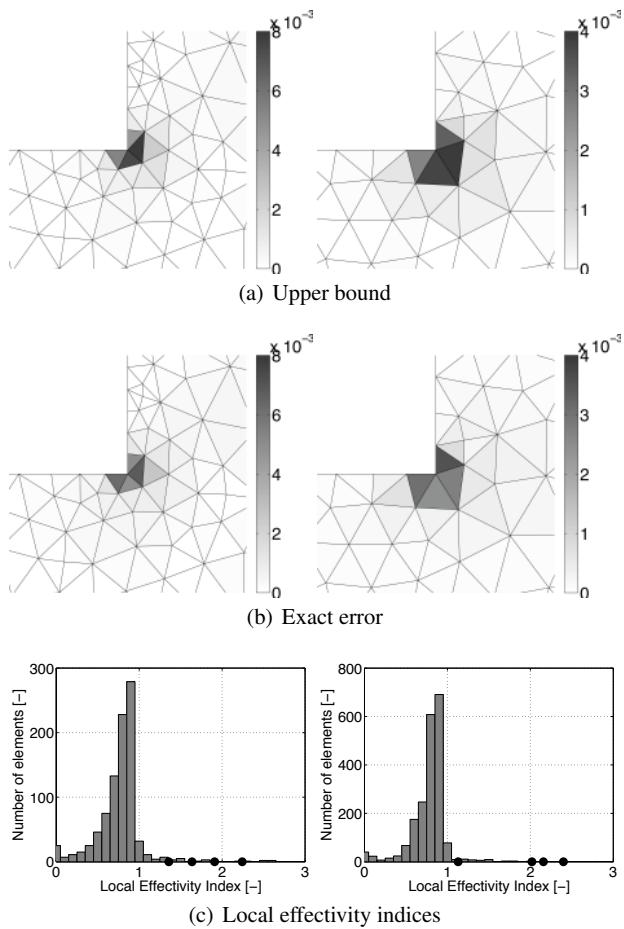 x 10⁻³
8
6
4
2
0
x 10⁻³
4
3
2
1
0
(a) Upper bound
x 10⁻³
8
6
4
2
0
x 10⁻³
4
3
2
1
0
(b) Exact error
Number of elements [-]
300
200
100
0
0 1 2 3
Local Effectivity Index [-]
Number of elements [-]
800
600
400
200
0
0 1 2 3
Local Effectivity Index [-]
(c) Local effectivity indices